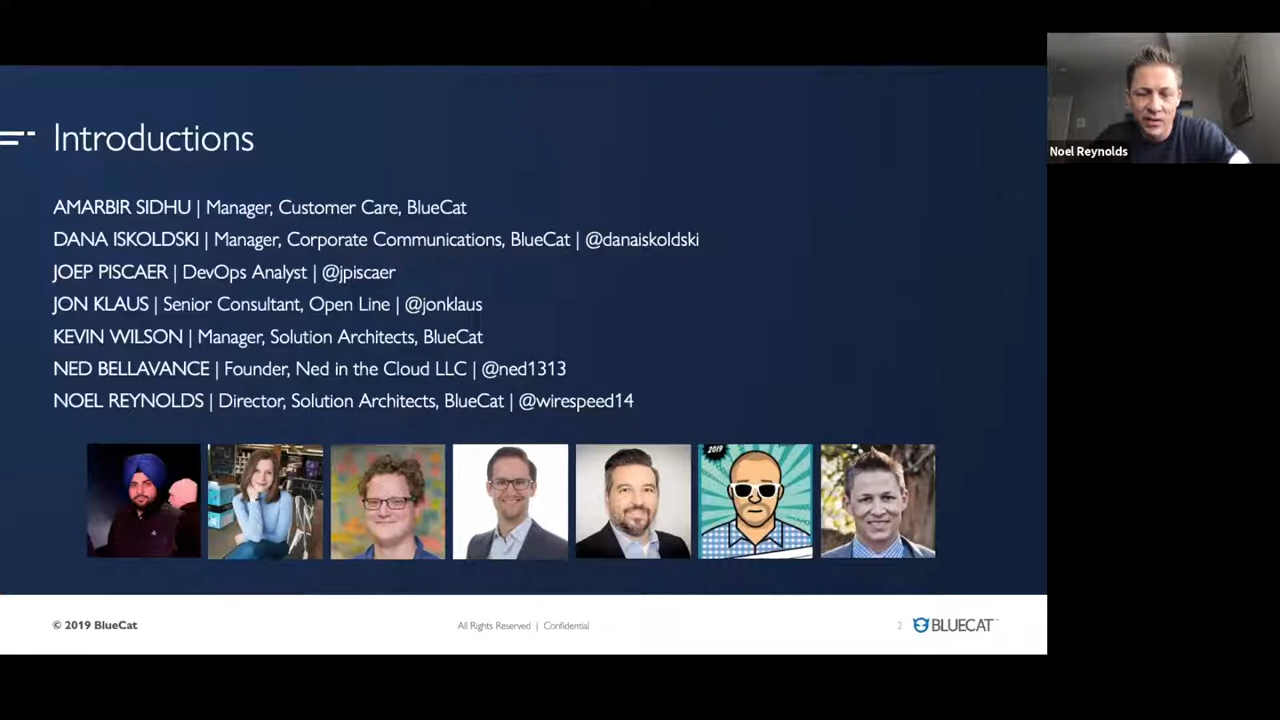 Introductions
AMARBIR SIDHU | Manager, Customer Care, BlueCat
DANA ISKOLDSKI | Manager, Corporate Communications, BlueCat | @danaiskoldski
JOEP PISCAER | DevOps Analyst | @jpiscaer
JON KLAUS | Senior Consultant, Open Line | @jonklaus
KEVIN WILSON | Manager, Solution Architects, BlueCat
NED BELLAVANCE | Founder, Ned in the Cloud LLC | @ned1313
NOEL REYNOLDS | Director, Solution Architects, BlueCat | @wirespeed14
2019
© 2019 BlueCat
All Rights Reserved | Confidential
2
BLUECAT
Noel Reynolds